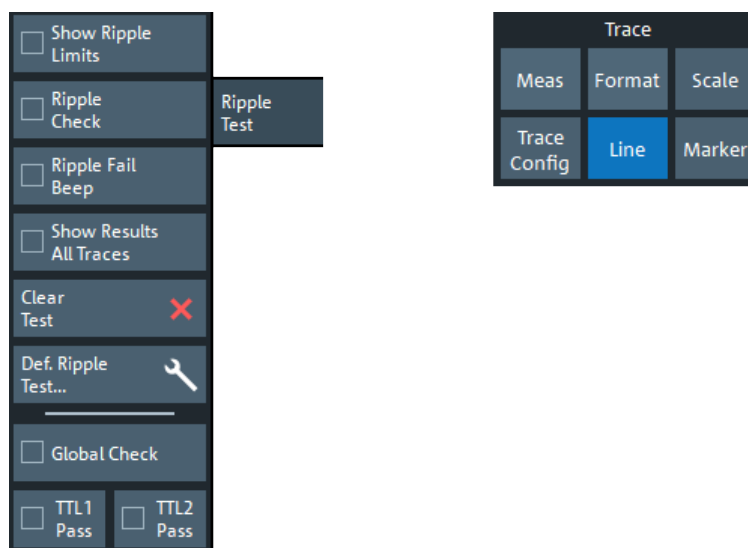 Show Ripple
Limits
Ripple
Check
Ripple
Test
Ripple Fail
Beep
Show Results
All Traces
Clear
Test
Def. Ripple
Test...
Global Check
TTL1
Pass
TTL2
Pass
Trace
Meas
Format
Scale
Trace
Config
Line
Marker